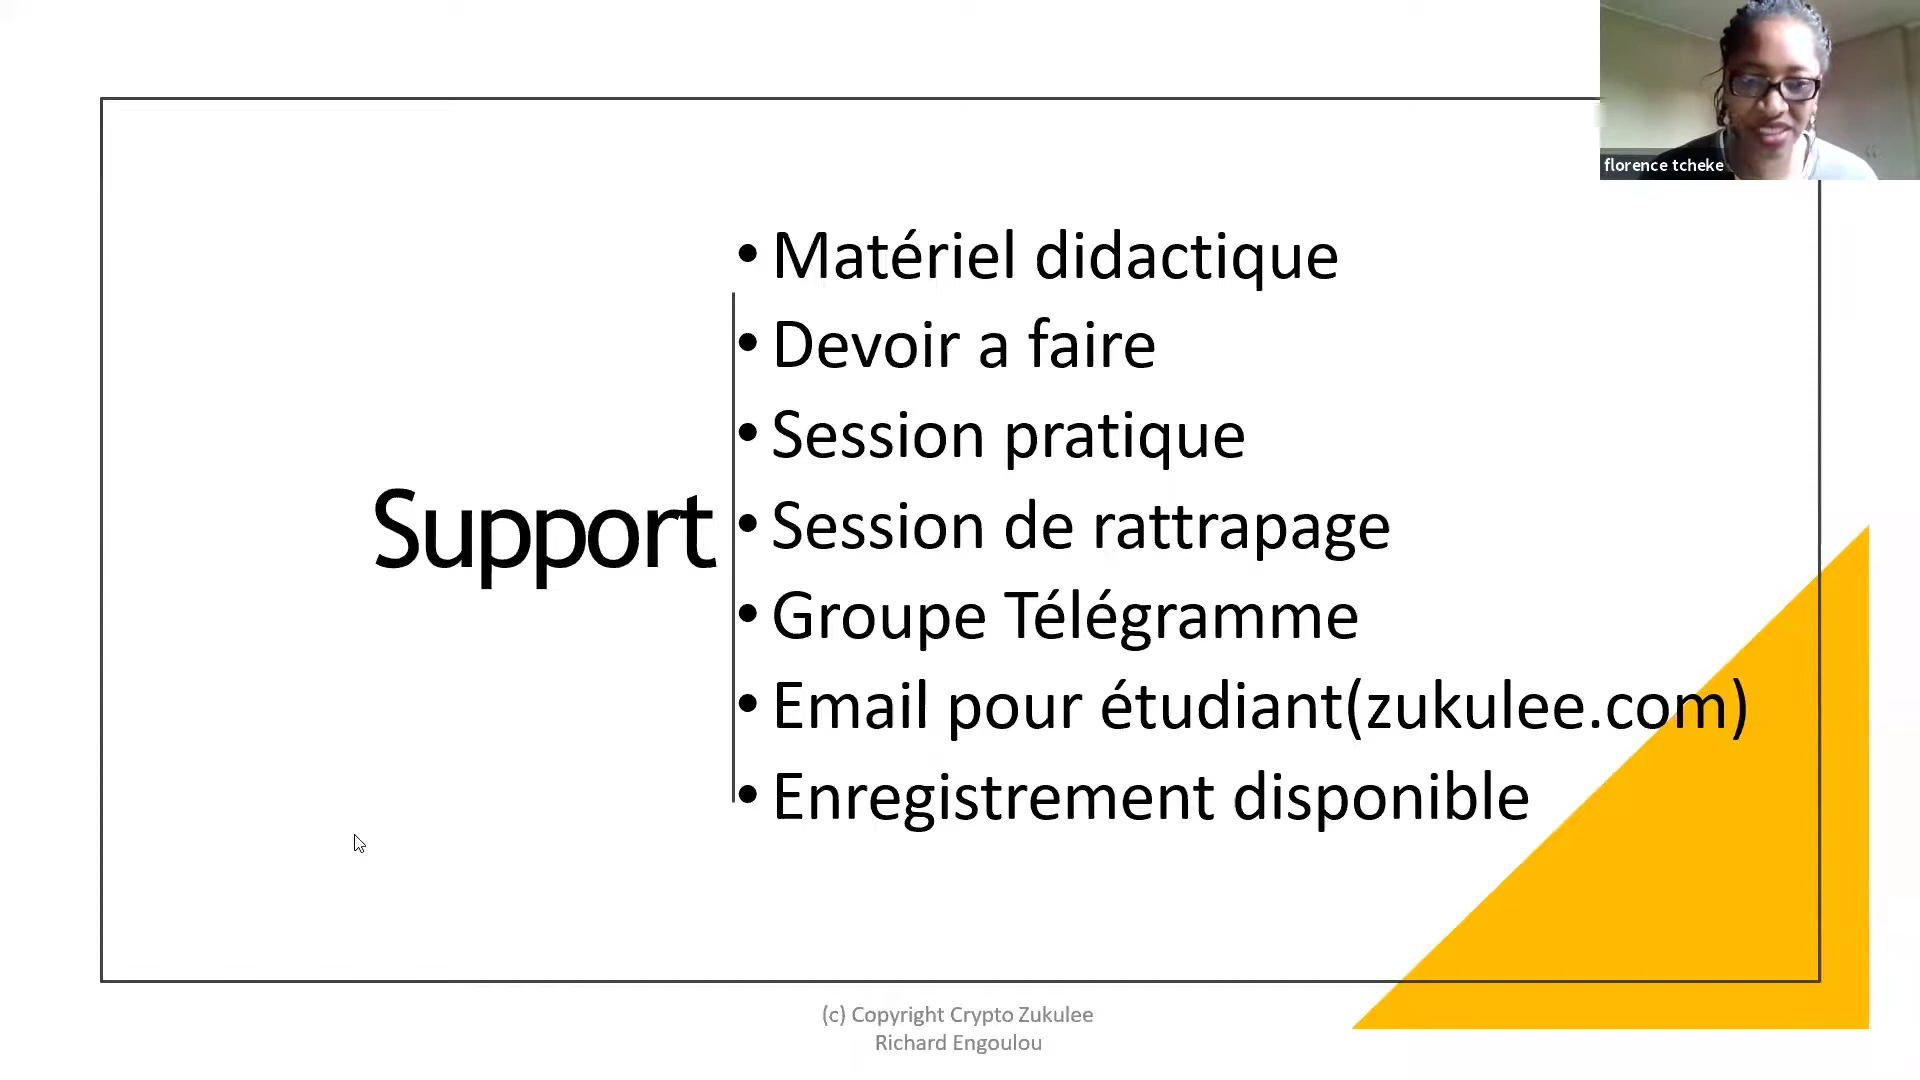 florence tcheke
Support
• Matériel didactique
• Devoir a faire
• Session pratique
• Session de rattrapage
• Groupe Télégramme
• Email pour étudiant(zukulee.com)
• Enregistrement disponible
(c) Copyright Crypto Zukulee
Richard Engoulou